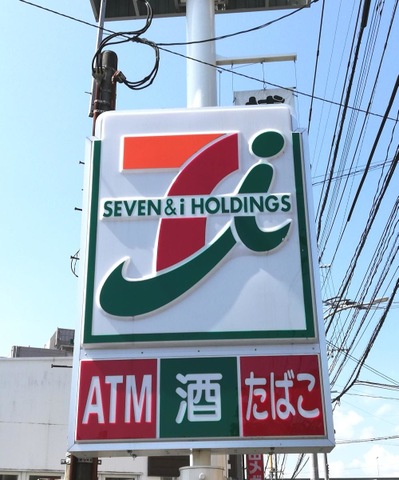 SEVEN & i HOLDINGS
ATM 酒 たばこ